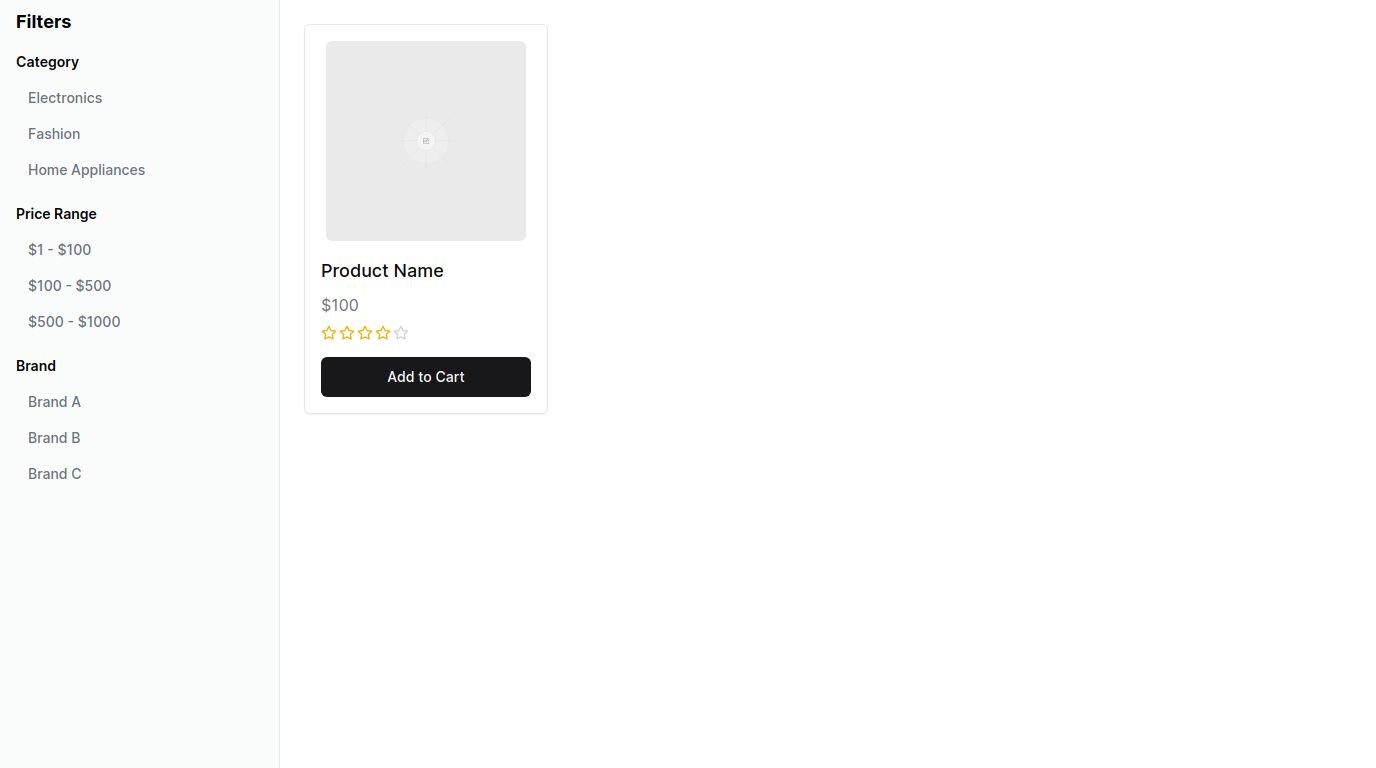 Filters
Category
Electronics
Fashion
Home Appliances
Price Range
$1 - $100
$100 - $500
$500 - $1000
Brand
Brand A
Brand B
Brand C
Product Name
$100
Add to Cart